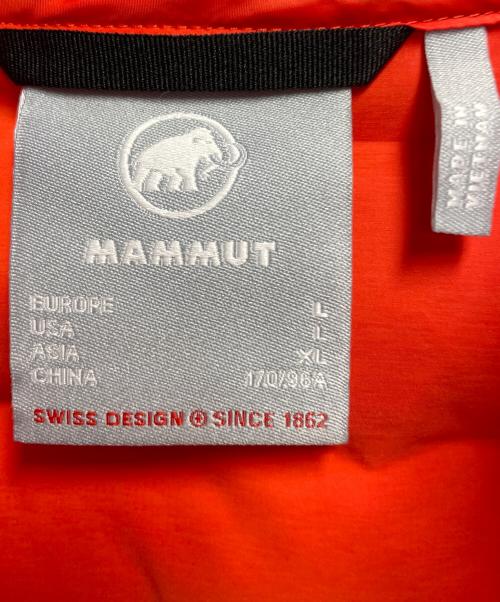 MAMMUT
EUROPE L
USA L
ASIA XL
CHINA 170/96A
SWISS DESIGN ⊕ SINCE 1862
MADE IN
VIETNAM